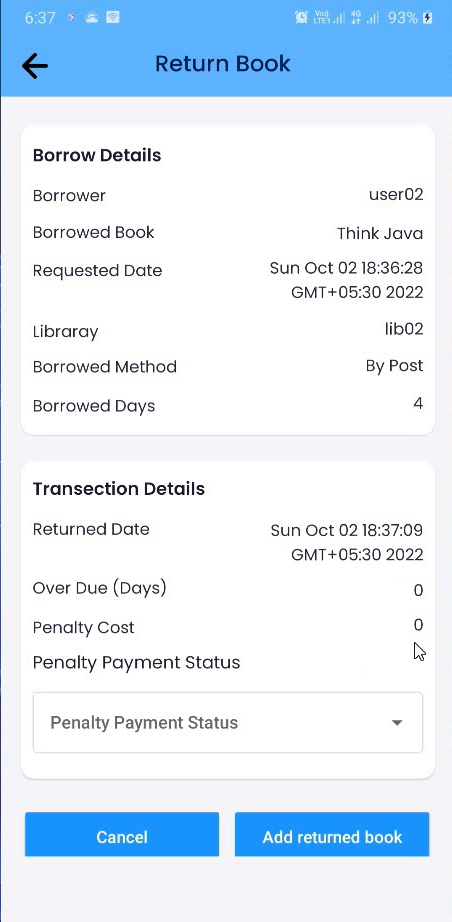 6:37 Vo) LTE1 4G 93%
Return Book
Borrow Details
Borrower user02
Borrowed Book Think Java
Requested Date Sun Oct 02 18:36:28
GMT+05:30 2022
Libraray lib02
Borrowed Method By Post
Borrowed Days 4
Transection Details
Returned Date Sun Oct 02 18:37:09
GMT+05:30 2022
Over Due (Days) 0
Penalty Cost 0
Penalty Payment Status
Penalty Payment Status
Cancel Add returned book